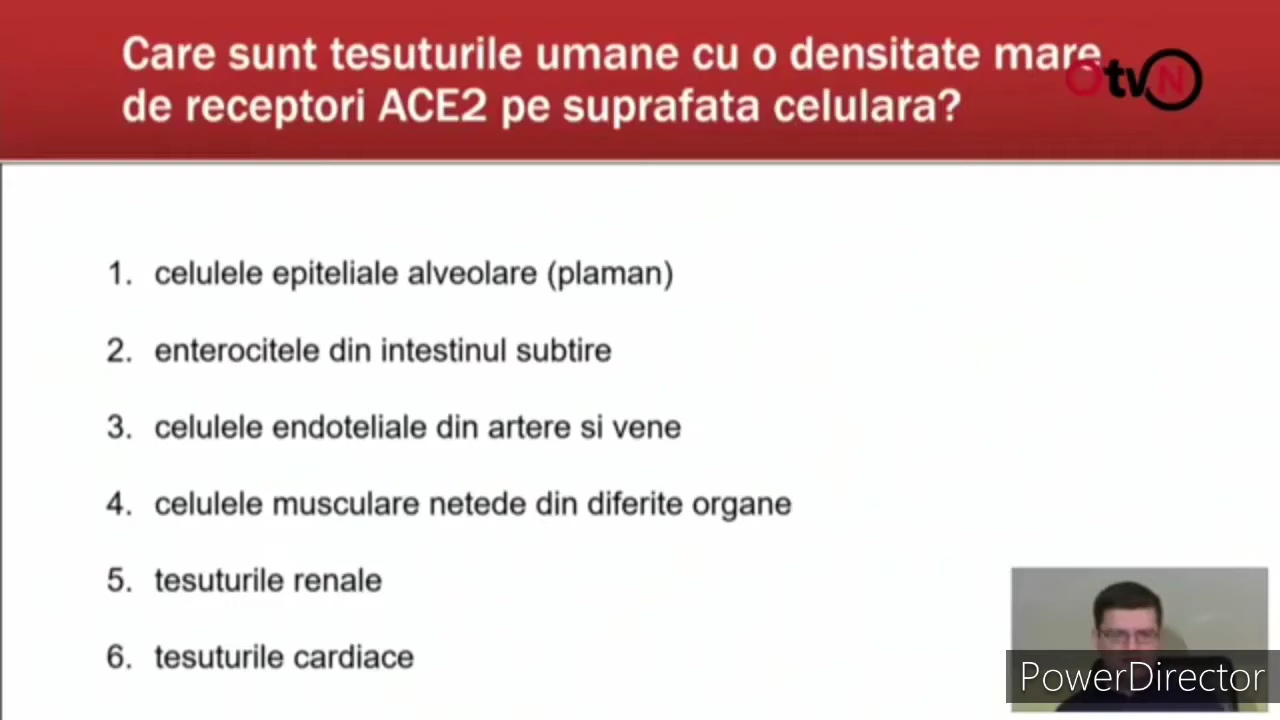 Care sunt tesuturile umane cu o densitate mare
de receptori ACE2 pe suprafata celulara?
OtvN
1. celulele epiteliale alveolare (plaman)
2. enterocitele din intestinul subtire
3. celulele endoteliale din artere si vene
4. celulele musculare netede din diferite organe
5. tesuturile renale
6. tesuturile cardiace
PowerDirector